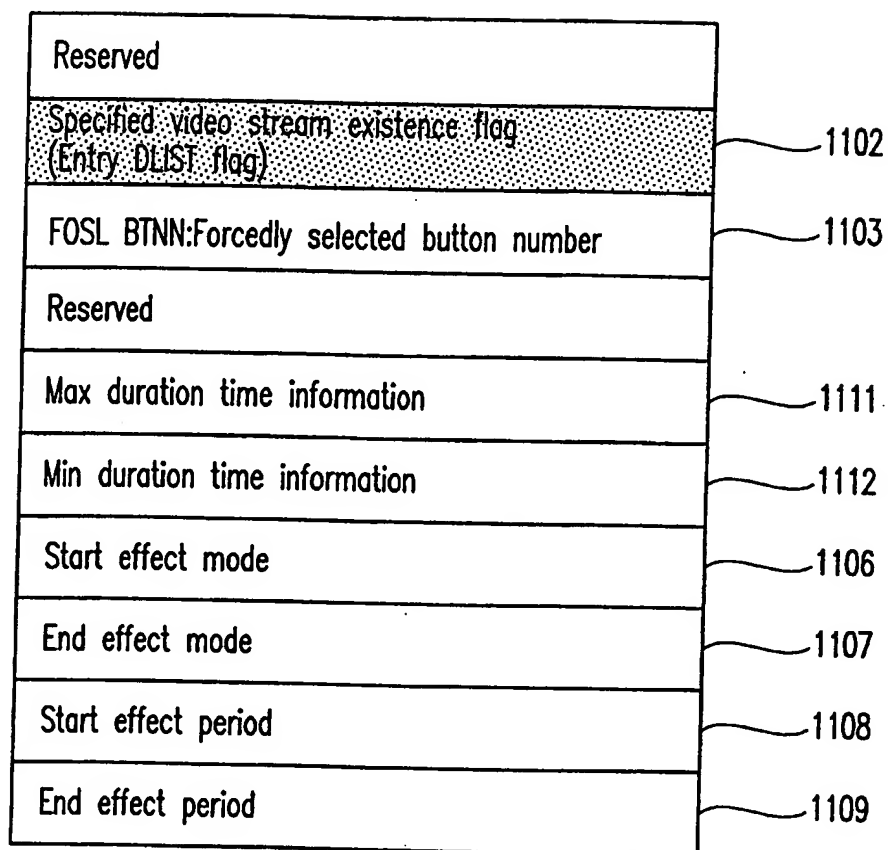 Reserved
Specified video stream existence flag
(Entry DLIST flag)
1102
FOSL BTNN:Forcedly selected button number
1103
Reserved
Max duration time information
1111
Min duration time information
1112
Start effect mode
1106
End effect mode
1107
Start effect period
1108
End effect period
1109